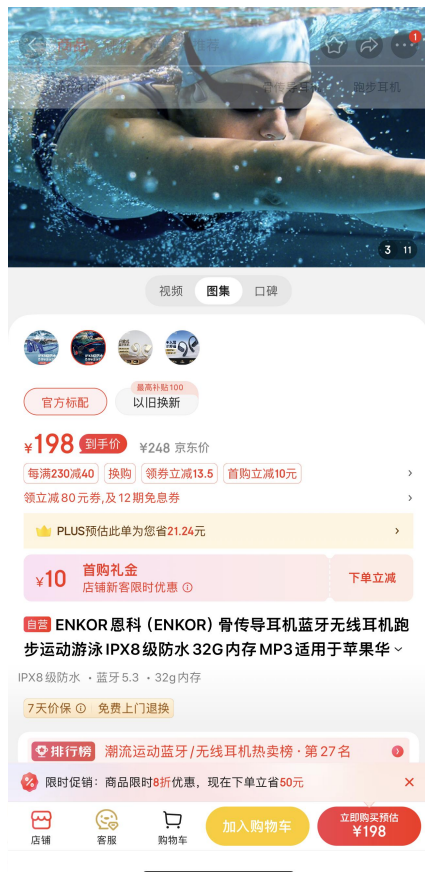 1
骨传导耳机
跑步耳机
3 11
视频 图集 口碑
官方标配
最高补贴100
以旧换新
¥198 到手价 ¥248 京东价
每满230减40 换购 领券立减13.5 首购立减10元
领立减80元券,及12期免息券
PLUS预估此单为您省21.24元
¥10
首购礼金
店铺新客限时优惠
下单立减
自营 ENKOR恩科（ENKOR）骨传导耳机蓝牙无线耳机跑
步运动游泳IPX8级防水32G内存MP3适用于苹果华
IPX8级防水 · 蓝牙5.3 · 32g内存
7天价保 免费上门退换
排行榜 潮流运动蓝牙/无线耳机热卖榜 · 第27名
限时促销：商品限时8折优惠，现在下单立省50元
店铺
客服
购物车
加入购物车
立即购买预估
¥198